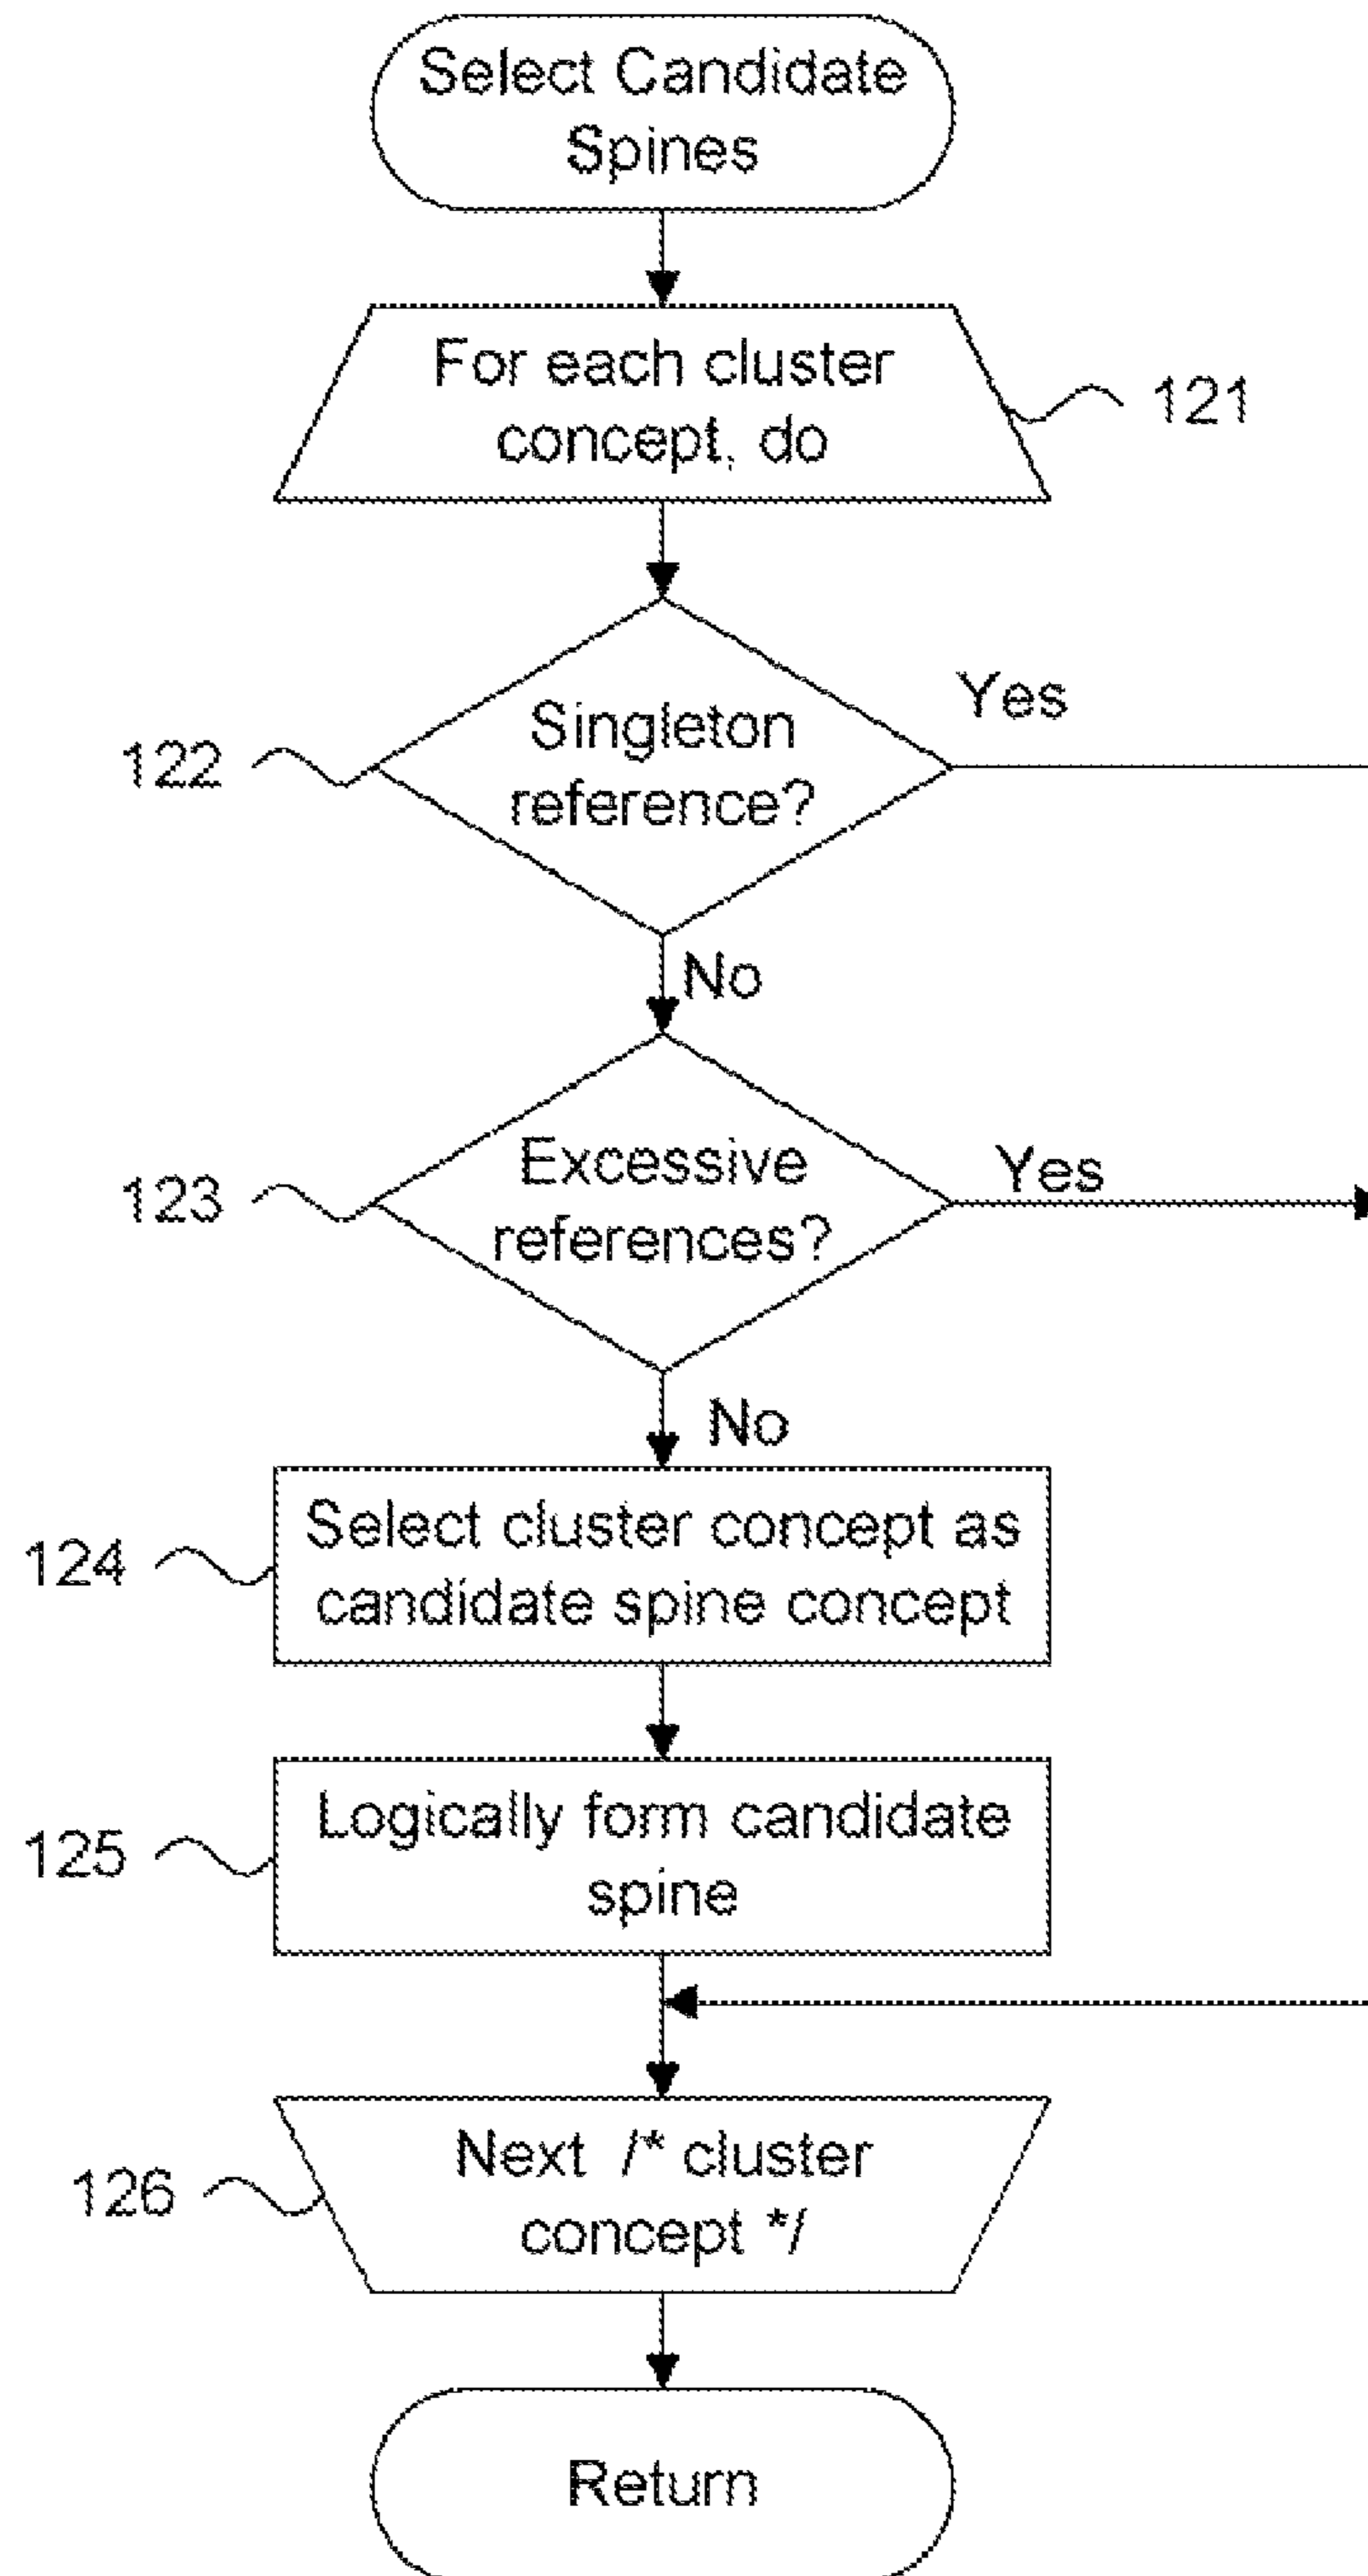 Select Candidate
Spines
For each cluster
concept, do
121
Singleton
reference?
122
Yes
No
Excessive
references?
123
Yes
No
Select cluster concept as
candidate spine concept
124
Logically form candidate
spine
125
Next /* cluster
concept */
126
Return